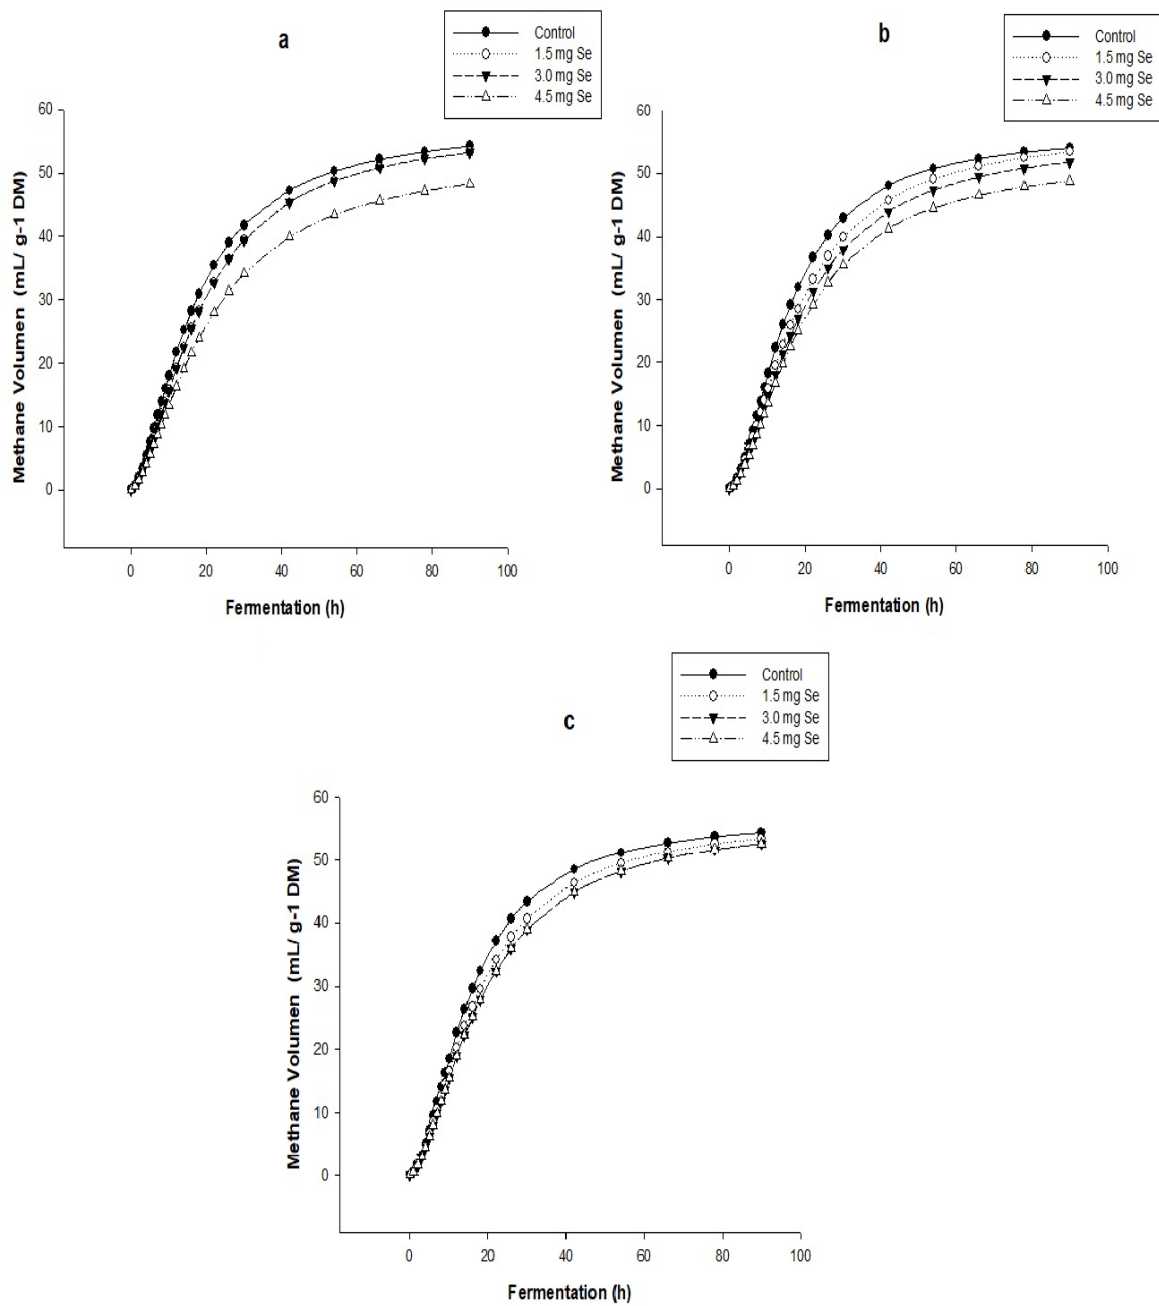 a
Control
1.5 mg Se
3.0 mg Se
4.5 mg Se
60
50
40
30
20
10
0
Methane Volumen (mL/ g-1 DM)
0 20 40 60 80 100
Fermentation (h)
b
Control
1.5 mg Se
3.0 mg Se
4.5 mg Se
60
50
40
30
20
10
0
Methane Volumen (mL/ g-1 DM)
0 20 40 60 80 100
Fermentation (h)
c
Control
1.5 mg Se
3.0 mg Se
4.5 mg Se
60
50
40
30
20
10
0
Methane Volumen (mL/ g-1 DM)
0 20 40 60 80 100
Fermentation (h)